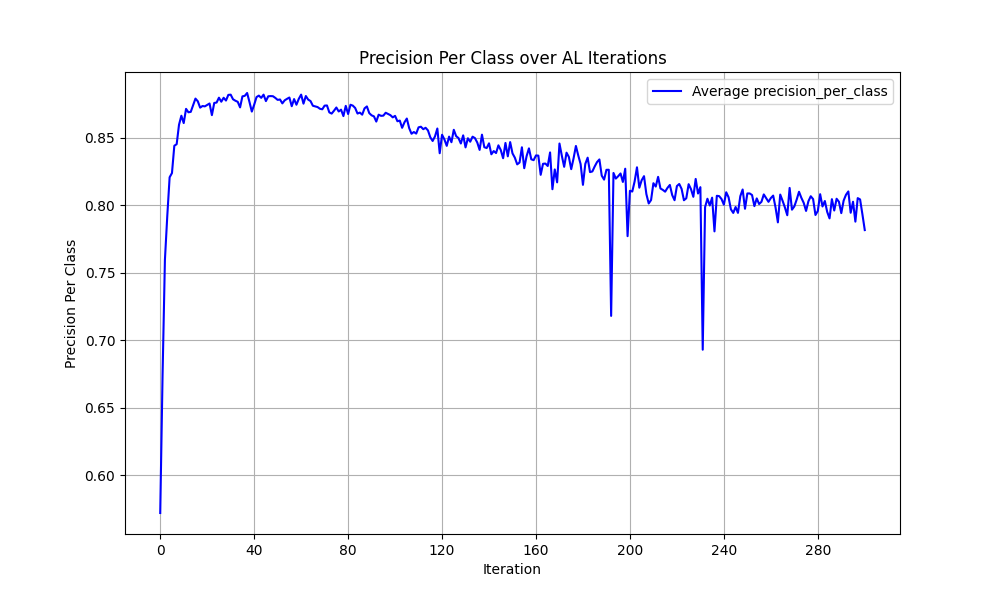 Precision Per Class over AL Iterations
Average precision_per_class
Precision Per Class
0.85
0.80
0.75
0.70
0.65
0.60
0 40 80 120 160 200 240 280
Iteration